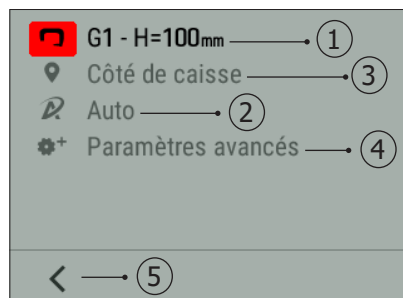 G1 - H=100mm 1
Côté de caisse 3
Auto 2
Paramètres avancés 4
5